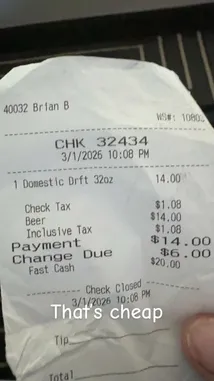 40032 Brian B
WS#: 1080
CHK 32434
3/1/2026 10:08 PM
1 Domestic Drft 32oz 14.00
Check Tax $1.08
Beer $14.00
Inclusive Tax $1.08
Payment $14.00
Change Due $6.00
Fast Cash $20.00
Check Closed
3/1/2026 10:08 PM
That's cheap
Tip
Total